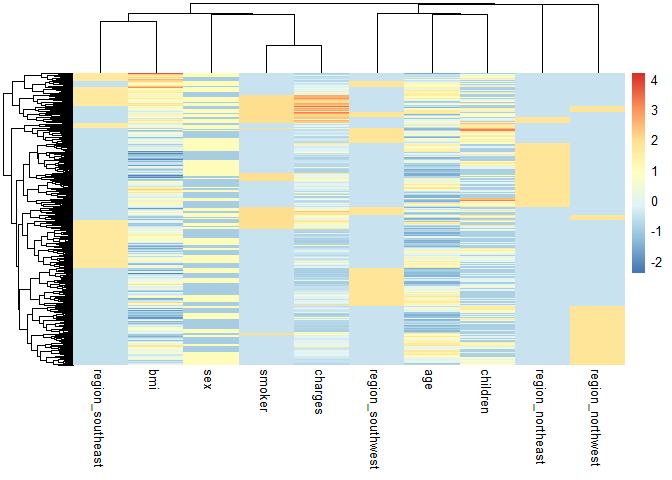 4
3
2
1
0
-1
-2
region_southeast
bmi
sex
smoker
charges
region_southwest
age
children
region_northeast
region_northwest